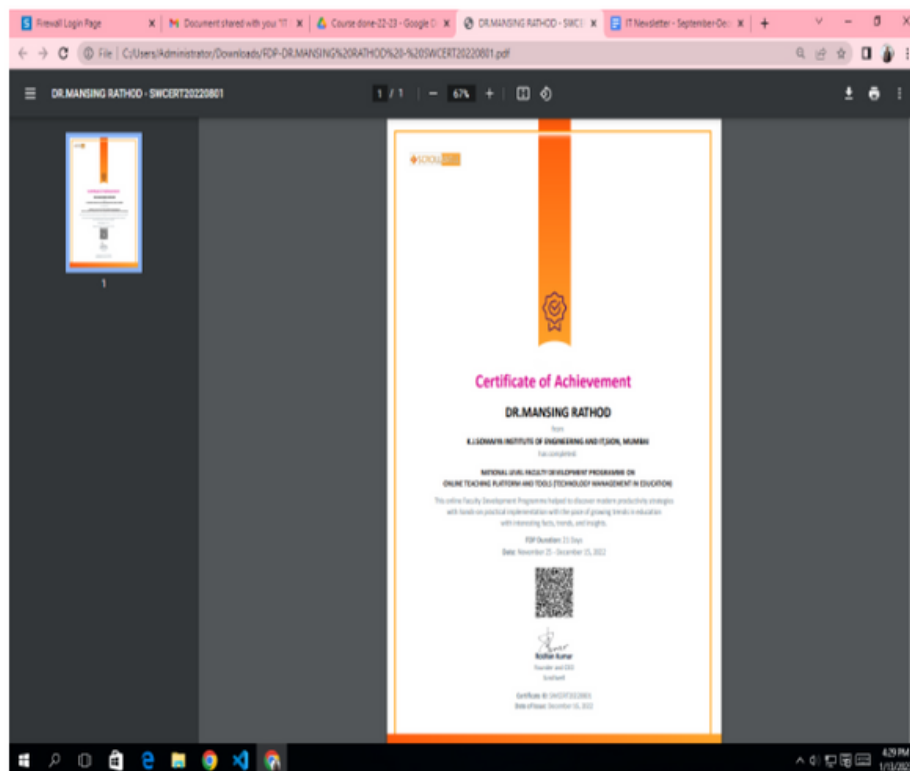 Firewall Login Page
Document shared with you "IT
Course done-22-23 - Google D
DR.MANSING RATHOD - SWCE
IT Newsletter - September-Dec
File C:/Users/Administrator/Downloads/FDP-DR.MANSING%20RATHOD%20-%20SWCERT20220801.pdf
DR.MANSING RATHOD - SWCERT20220801
1 / 1
67%
1
SCROLLWELL
Certificate of Achievement
DR.MANSING RATHOD
from
K.J.SOMAIYA INSTITUTE OF ENGINEERING AND IT,SION, MUMBAI
has completed
NATIONAL LEVEL FACULTY DEVELOPMENT PROGRAMME ON
ONLINE TEACHING PLATFORM AND TOOLS (TECHNOLOGY MANAGEMENT IN EDUCATION)
This online Faculty Development Programme helped to discover modern productivity strategies
with hands-on practical implementation with the pace of growing trends in education
with interesting facts, trends, and insights.
FDP Duration: 21 Days
Date: November 25 - December 15, 2022
Roshan Kumar
Founder and CEO
Scrollwell
Certificate ID: SWCERT20220801
Date of Issue: December 16, 2022
4:29 PM